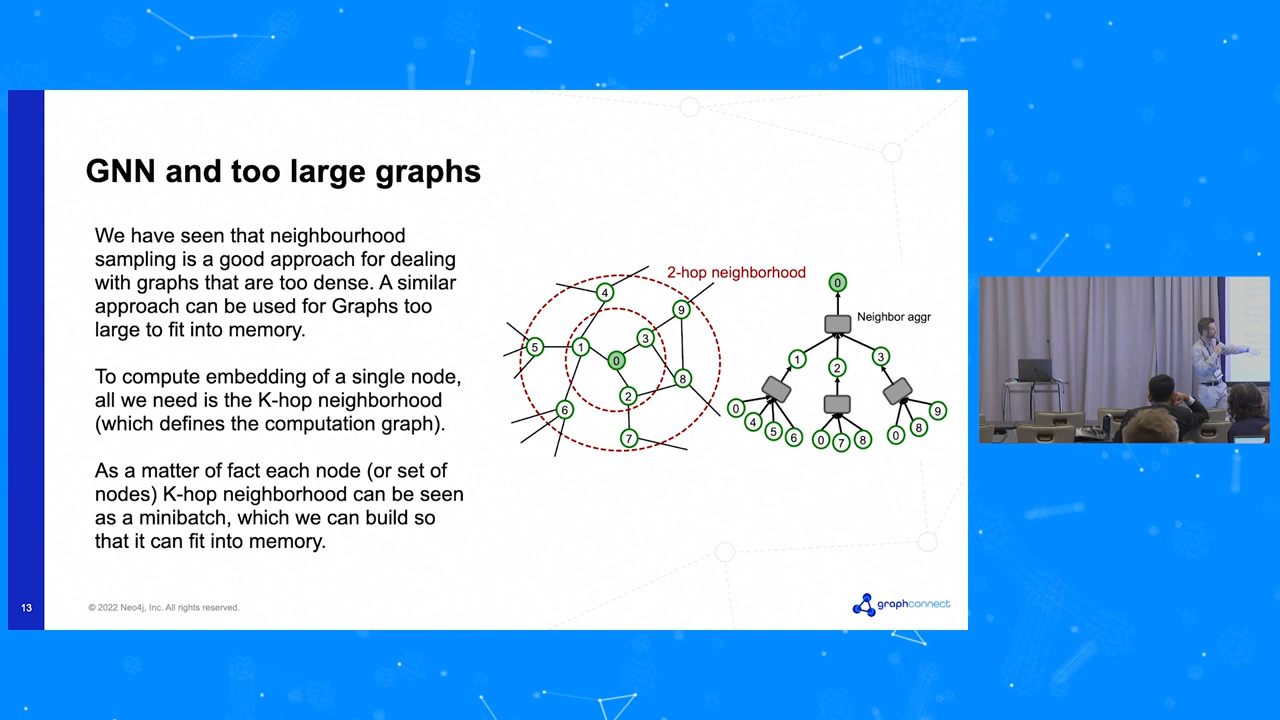 GNN and too large graphs
We have seen that neighbourhood
sampling is a good approach for dealing
with graphs that are too dense. A similar
approach can be used for Graphs too
large to fit into memory.
To compute embedding of a single node,
all we need is the K-hop neighborhood
(which defines the computation graph).
As a matter of fact each node (or set of
nodes) K-hop neighborhood can be seen
as a minibatch, which we can build so
that it can fit into memory.
2-hop neighborhood
4
9
5
1
3
0
2
8
6
7
0
Neighbor aggr
1
2
3
0
4
5
6
0
7
8
0
8
9
13
© 2022 Neo4j, Inc. All rights reserved.
graphconnect